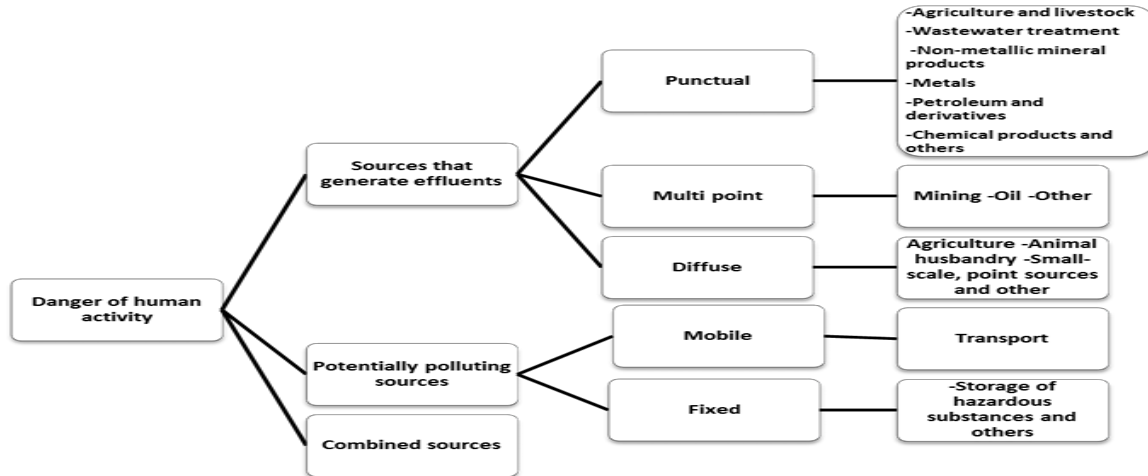 -Agriculture and livestock
-Wastewater treatment
-Non-metallic mineral
products
-Metals
-Petroleum and
derivatives
-Chemical products and
others
Punctual
Sources that
generate effluents
Multi point
Mining -Oil -Other
Diffuse
Agriculture -Animal
husbandry -Small-
scale, point sources
and other
Danger of human
activity
Mobile
Transport
Potentially polluting
sources
Fixed
-Storage of
hazardous
substances and
others
Combined sources